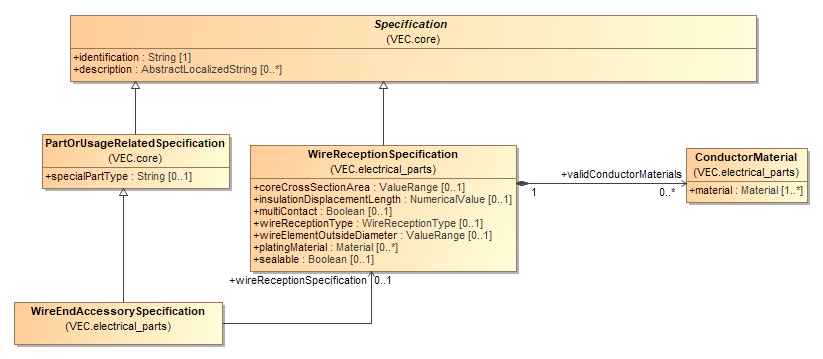 Specification
(VEC.core)
+identification : String [1]
+description : AbstractLocalizedString [0..*]
PartOrUsageRelatedSpecification
(VEC.core)
+specialPartType : String [0..1]
WireReceptionSpecification
(VEC.electrical_parts)
+coreCrossSectionArea : ValueRange [0..1]
+insulationDisplacementLength : NumericalValue [0..1]
+multiContact : Boolean [0..1]
+wireReceptionType : WireReceptionType [0..1]
+wireElementOutsideDiameter : ValueRange [0..1]
+platingMaterial : Material [0..*]
+sealable : Boolean [0..1]
+validConductorMaterials
1
0..*
ConductorMaterial
(VEC.electrical_parts)
+material : Material [1..*]
+wireReceptionSpecification 0..1
WireEndAccessorySpecification
(VEC.electrical_parts)